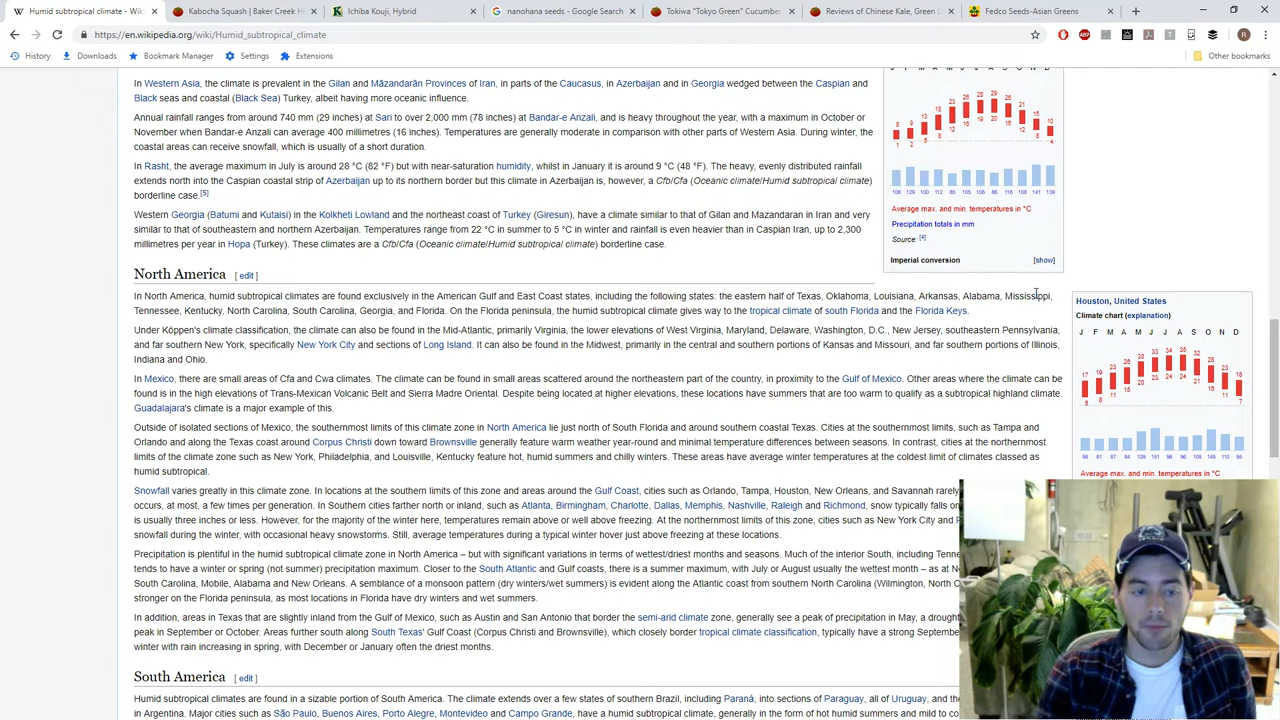 Humid subtropical climate - Wiki
Kabocha Squash | Baker Creek H
Ichiba Kouji, Hybrid
nanohana seeds - Google Search
Tokiwa "Tokyo Green" Cucumber
Reviews of Chinese Kale, Green L
Fedco Seeds-Asian Greens
https://en.wikipedia.org/wiki/Humid_subtropical_climate
History Downloads Bookmark Manager Settings Extensions Other bookmarks
In Western Asia, the climate is prevalent in the Gilan and Māzandarān Provinces of Iran, in parts of the Caucasus, in Azerbaijan and in Georgia wedged between the Caspian and
Black seas and coastal (Black Sea) Turkey, albeit having more oceanic influence.
Annual rainfall ranges from around 740 mm (29 inches) at Sari to over 2,000 mm (78 inches) at Bandar-e Anzali, and is heavy throughout the year, with a maximum in October or
November when Bandar-e Anzali can average 400 millimetres (16 inches). Temperatures are generally moderate in comparison with other parts of Western Asia. During winter, the
coastal areas can receive snowfall, which is usually of a short duration.
In Rasht, the average maximum in July is around 28 °C (82 °F) but with near-saturation humidity, whilst in January it is around 9 °C (48 °F). The heavy, evenly distributed rainfall
extends north into the Caspian coastal strip of Azerbaijan up to its northern border but this climate in Azerbaijan is, however, a Cfb/Cfa (Oceanic climate/Humid subtropical climate)
borderline case.[5]
Western Georgia (Batumi and Kutaisi) in the Kolkheti Lowland and the northeast coast of Turkey (Giresun), have a climate similar to that of Gilan and Mazandaran in Iran and very
similar to that of southeastern and northern Azerbaijan. Temperatures range from 22 °C in summer to 5 °C in winter and rainfall is even heavier than in Caspian Iran, up to 2,300
millimetres per year in Hopa (Turkey). These climates are a Cfb/Cfa (Oceanic climate/Humid subtropical climate) borderline case.
Average max. and min. temperatures in °C
Precipitation totals in mm
Source: [4]
Imperial conversion [show]
North America [ edit ]
In North America, humid subtropical climates are found exclusively in the American Gulf and East Coast states, including the following states: the eastern half of Texas, Oklahoma, Louisiana, Arkansas, Alabama, Mississippi,
Tennessee, Kentucky, North Carolina, South Carolina, Georgia, and Florida. On the Florida peninsula, the humid subtropical climate gives way to the tropical climate of south Florida and the Florida Keys.
Under Köppen's climate classification, the climate can also be found in the Mid-Atlantic, primarily Virginia, the lower elevations of West Virginia, Maryland, Delaware, Washington, D.C., New Jersey, southeastern Pennsylvania,
and far southern New York, specifically New York City and sections of Long Island. It can also be found in the Midwest, primarily in the central and southern portions of Kansas and Missouri, and far southern portions of Illinois,
Indiana and Ohio.
In Mexico, there are small areas of Cfa and Cwa climates. The climate can be found in small areas scattered around the northeastern part of the country, in proximity to the Gulf of Mexico. Other areas where the climate can be
found is in the high elevations of Trans-Mexican Volcanic Belt and Sierra Madre Oriental. Despite being located at higher elevations, these locations have summers that are too warm to qualify as a subtropical highland climate.
Guadalajara's climate is a major example of this.
Outside of isolated sections of Mexico, the southernmost limits of this climate zone in North America lie just north of South Florida and around southern coastal Texas. Cities at the southernmost limits, such as Tampa and
Orlando and along the Texas coast around Corpus Christi down toward Brownsville generally feature warm weather year-round and minimal temperature differences between seasons. In contrast, cities at the northernmost
limits of the climate zone such as New York, Philadelphia, and Louisville, Kentucky feature hot, humid summers and chilly winters. These areas have average winter temperatures at the coldest limit of climates classed as
humid subtropical.
Snowfall varies greatly in this climate zone. In locations at the southern limits of this zone and areas around the Gulf Coast, cities such as Orlando, Tampa, Houston, New Orleans, and Savannah rarely
occurs, at most, a few times per generation. In Southern cities farther north or inland, such as Atlanta, Birmingham, Charlotte, Dallas, Memphis, Nashville, Raleigh and Richmond, snow typically falls on
is usually three inches or less. However, for the majority of the winter here, temperatures remain above or well above freezing. At the northernmost limits of this zone, cities such as New York City and
snowfall during the winter, with occasional heavy snowstorms. Still, average temperatures during a typical winter hover just above freezing at these locations.
Precipitation is plentiful in the humid subtropical climate zone in North America – but with significant variations in terms of wettest/driest months and seasons. Much of the interior South, including Tenne
tends to have a winter or spring (not summer) precipitation maximum. Closer to the South Atlantic and Gulf coasts, there is a summer maximum, with July or August usually the wettest month – as at N
South Carolina, Mobile, Alabama and New Orleans. A semblance of a monsoon pattern (dry winters/wet summers) is evident along the Atlantic coast from southern North Carolina (Wilmington, North C
stronger on the Florida peninsula, as most locations in Florida have dry winters and wet summers.
In addition, areas in Texas that are slightly inland from the Gulf of Mexico, such as Austin and San Antonio that border the semi-arid climate zone, generally see a peak of precipitation in May, a drought
peak in September or October. Areas further south along South Texas' Gulf Coast (Corpus Christi and Brownsville), which closely border tropical climate classification, typically have a strong Septembe
winter with rain increasing in spring, with December or January often the driest months.
Houston, United States
Climate chart (explanation)
J F M A M J J A S O N D
Average max. and min. temperatures in °C
South America [ edit ]
Humid subtropical climates are found in a sizable portion of South America. The climate extends over a few states of southern Brazil, including Paraná, into sections of Paraguay, all of Uruguay, and the
in Argentina. Major cities such as São Paulo, Buenos Aires, Porto Alegre, Montevideo and Campo Grande, have a humid subtropical climate, generally in the form of hot humid summers and mild to co